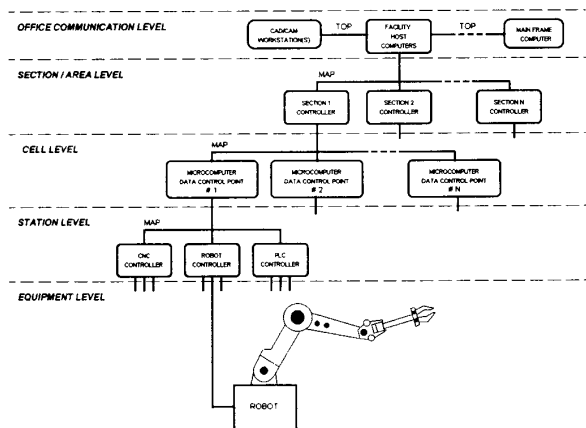 OFFICE COMMUNICATION LEVEL
CAD/CAM
WORKSTATION(S)
TOP
FACILITY
HOST
COMPUTERS
TOP
MAIN FRAME
COMPUTER
SECTION / AREA LEVEL
MAP
SECTION 1
CONTROLLER
SECTION 2
CONTROLLER
SECTION N
CONTROLLER
CELL LEVEL
MAP
MICROCOMPUTER
DATA CONTROL POINT
# 1
MICROCOMPUTER
DATA CONTROL POINT
# 2
MICROCOMPUTER
DATA CONTROL POINT
# N
STATION LEVEL
MAP
CNC
CONTROLLER
ROBOT
CONTROLLER
PLC
CONTROLLER
EQUIPMENT LEVEL
ROBOT